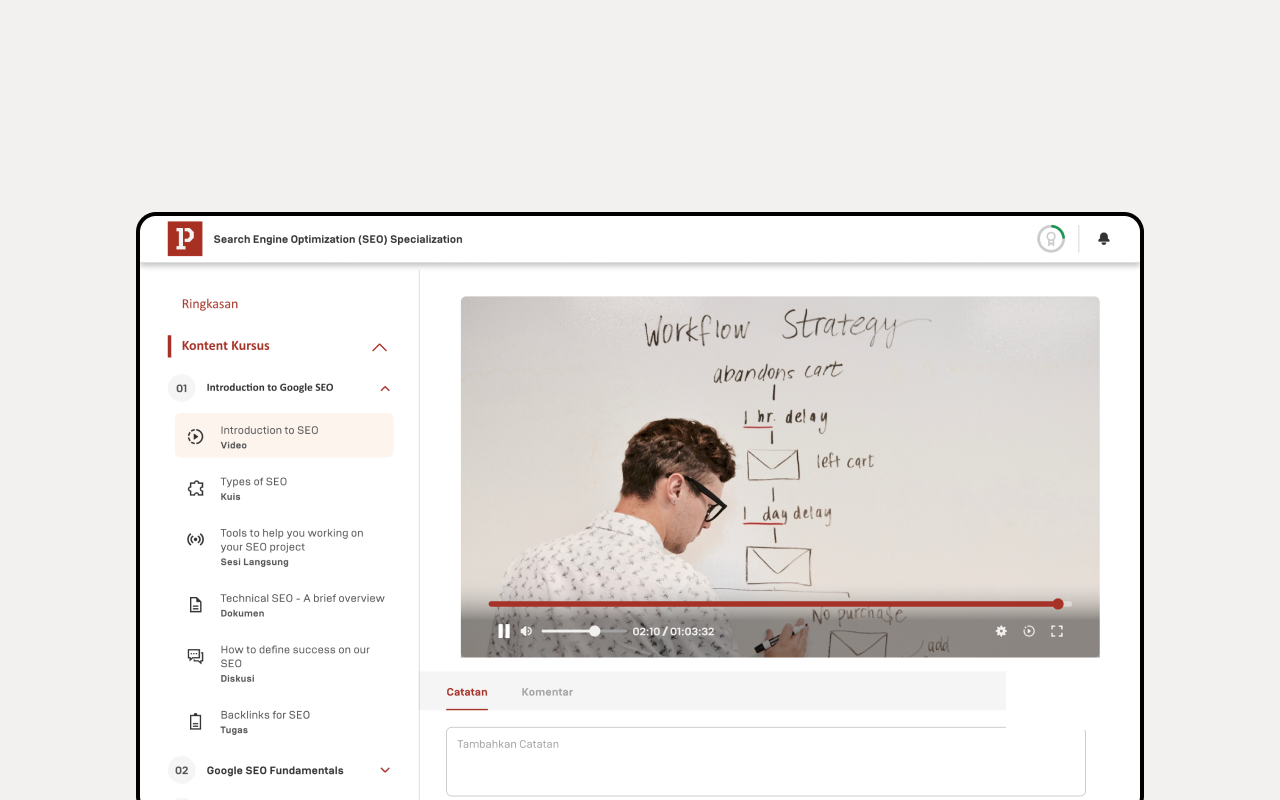 P
Search Engine Optimization (SEO) Specialization
Ringkasan
Kontent Kursus
01
Introduction to Google SEO
Introduction to SEO
Video
Types of SEO
Kuis
Tools to help you working on
your SEO project
Sesi Langsung
Technical SEO - A brief overview
Dokumen
How to define success on our
SEO
Diskusi
Backlinks for SEO
Tugas
02
Google SEO Fundamentals
Workflow Strategy
abandons cart
1 hr. delay
left cart
1 day delay
No purchase
add
02:10 / 01:03:32
Catatan
Komentar
Tambahkan Catatan